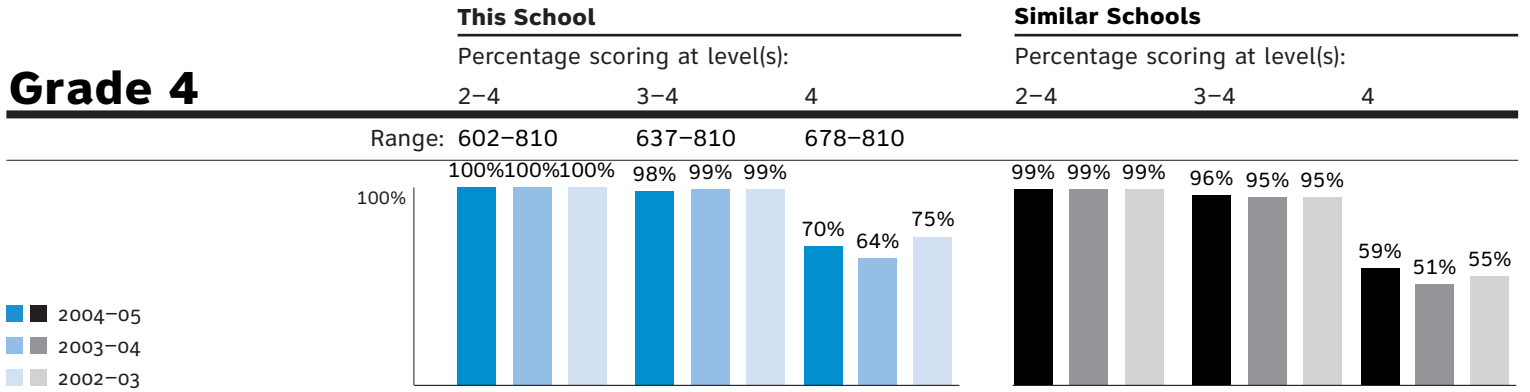 This School Similar Schools
Percentage scoring at level(s): Percentage scoring at level(s):
Grade 4 2–4 3–4 4 2–4 3–4 4
Range: 602–810 637–810 678–810
100% 100% 100% 98% 99% 99% 70% 64% 75% 99% 99% 99% 96% 95% 95% 59% 51% 55%
100%
2004–05
2003–04
2002–03